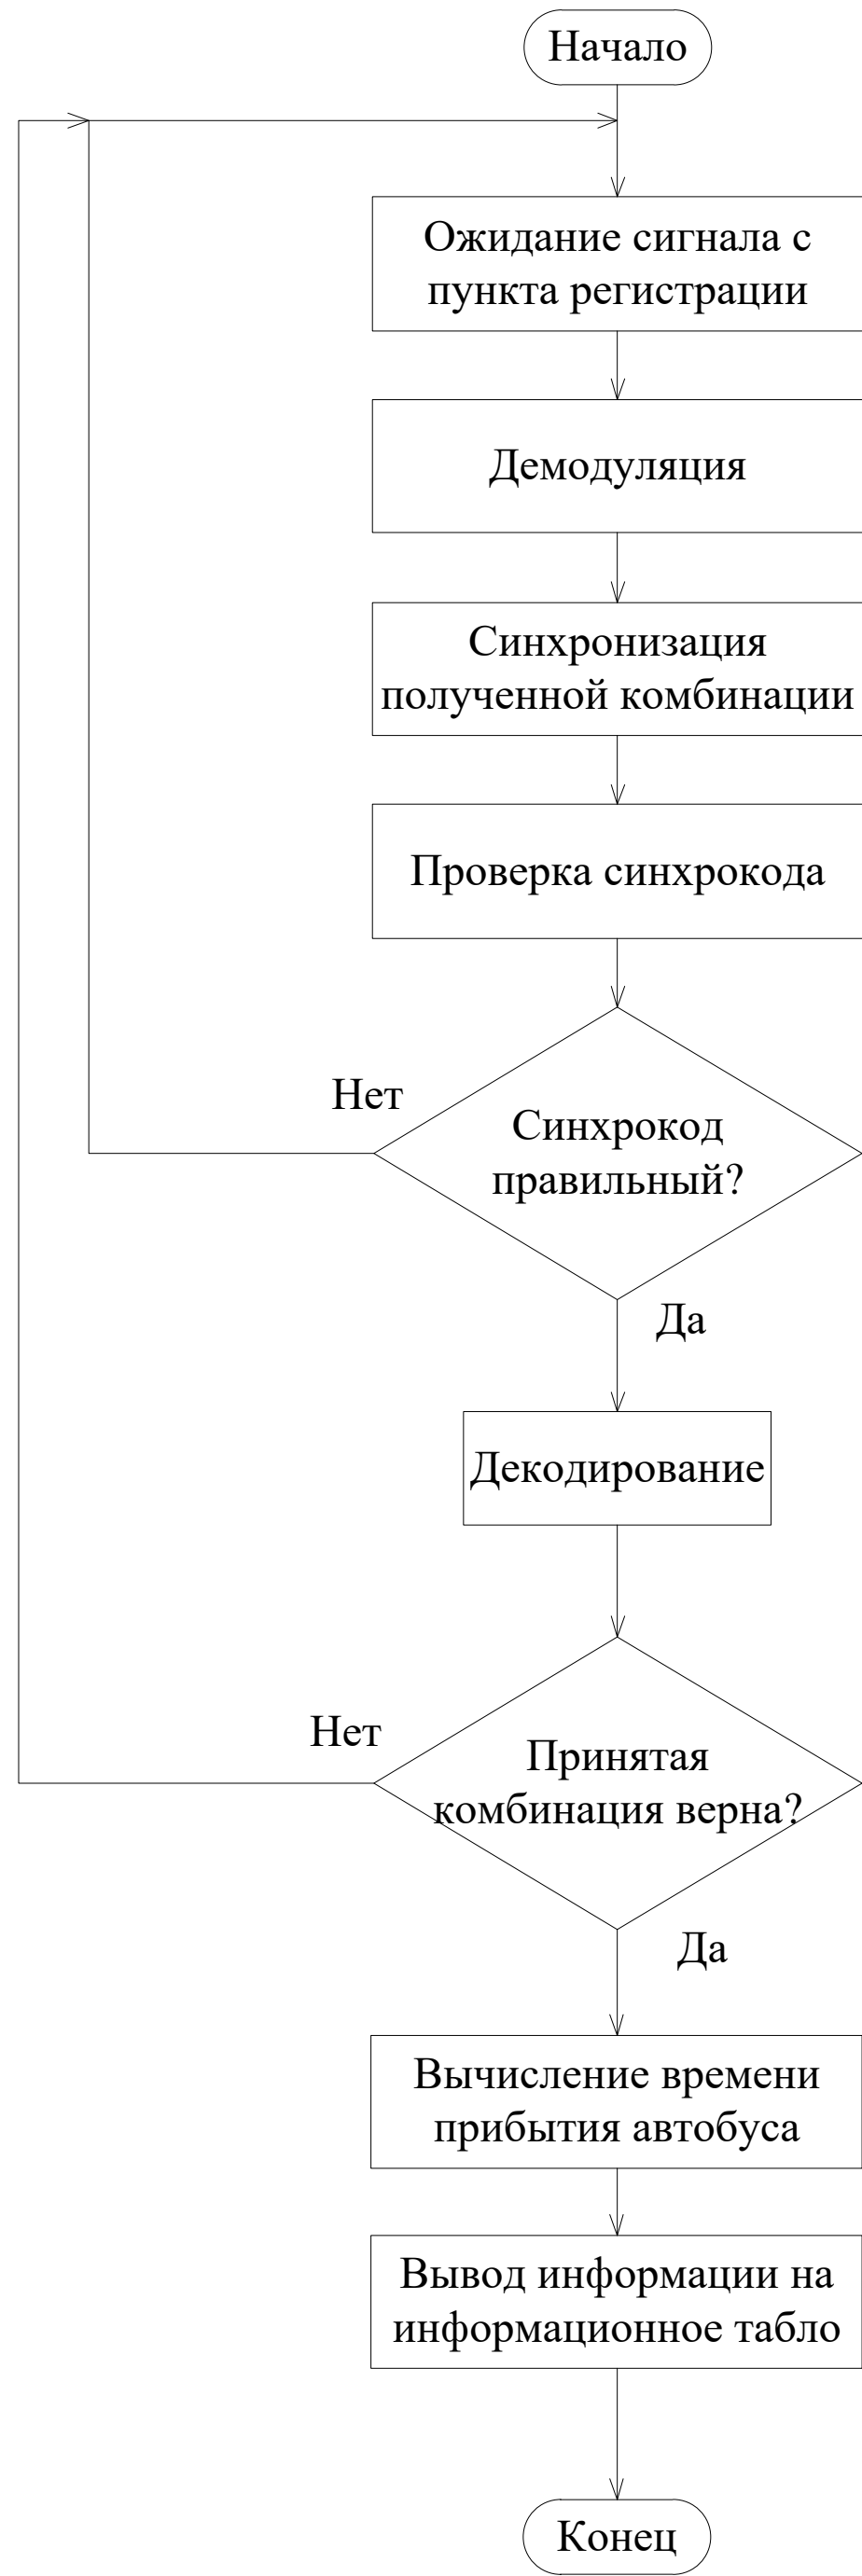 Начало
Ожидание сигнала с
пункта регистрации
Демодуляция
Синхронизация
полученной комбинации
Проверка синхрокода
Нет
Синхрокод
правильный?
Да
Декодирование
Нет
Принятая
комбинация верна?
Да
Вычисление времени
прибытия автобуса
Вывод информации на
информационное табло
Конец